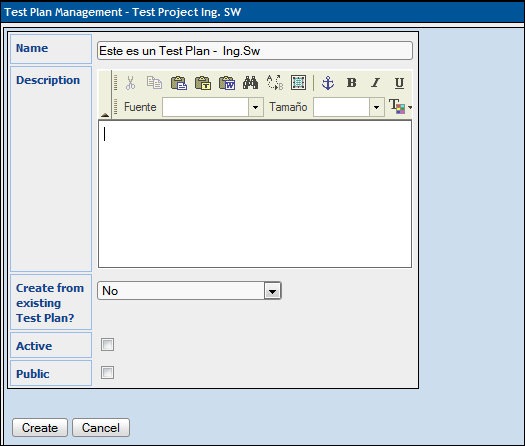 Test Plan Management - Test Project Ing. SW
Name
Este es un Test Plan - Ing.Sw
Description
B I U
Fuente Tamaño
Create from
existing
Test Plan?
No
Active
Public
Create Cancel